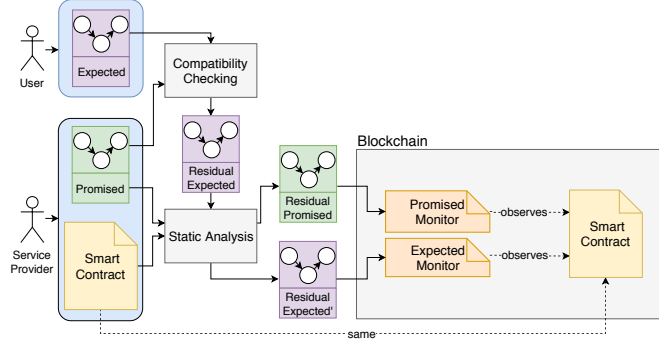 User
Expected
Compatibility
Checking
Promised
Residual
Expected
Service
Provider
Smart
Contract
Static Analysis
Residual
Promised
Residual
Expected'
Blockchain
Promised
Monitor
observes
Expected
Monitor
observes
Smart
Contract
same